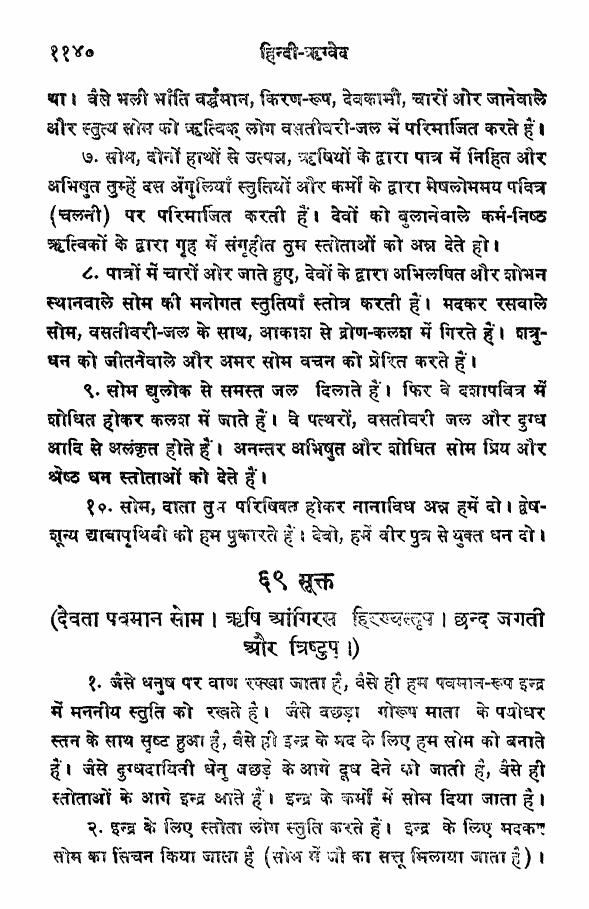 ११४० हिन्दी-ऋग्वेद
था। वैसे भली भाँति वर्द्धमान, किरण-रूप, देवकामी, चारों ओर जानेवाले
और स्तुत्य सोम को ऋत्विक् लोग वसतीवरी-जल में परिमार्जित करते हैं।
७. सोम, दोनों हाथों से उत्पन्न, ऋषियों के द्वारा पात्र में निहित और
अभिषुत तुम्हें दस अँगुलियाँ स्तुतियों और कर्मों के द्वारा मेषलोममय पवित्र
(चलनी) पर परिमार्जित करती हैं। देवों को बुलानेवाले कर्म-निष्ठ
ऋत्विकों के द्वारा गृह में संगृहीत तुम स्तोताओं को अन्न देते हो।
८. पात्रों में चारों ओर जाते हुए, देवों के द्वारा अभिलषित और शोभन
स्थानवाले सोम की मनोगत स्तुतियाँ स्तोत्र करती हैं। मदकर रसवाले
सोम, वसतीवरी-जल के साथ, आकाश से द्रोण-कलश में गिरते हैं। शत्रु-
धन को जीतनेवाले और अमर सोम वचन को प्रेरित करते हैं।
९. सोम द्युलोक से समस्त जल दिलाते हैं। फिर वे दशापवित्र में
शोधित होकर कलश में जाते हैं। वे पत्थरों, वसतीवरी जल और दुग्ध
आदि से अलंकृत होते हैं। अनन्तर अभिषुत और शोधित सोम प्रिय और
श्रेष्ठ धन स्तोताओं को देते हैं।
१०. सोम, दाता तुम परिषिक्त होकर नानाविध अन्न हमें दो। द्वेष-
शून्य द्यावापृथिवी को हम पुकारते हैं। देवो, हमें वीर पुत्र से युक्त धन दो।
६९ सूक्त
(देवता पवमान सोम। ऋषि आंगिरस हिरण्यस्तूप। छन्द जगती
और त्रिष्टुप्।)
१. जैसे धनुष पर वाण रक्खा जाता है, वैसे ही हम पवमान-रूप इन्द्र
में मननीय स्तुति को रखते हैं। जैसे बछड़ा गोरूप माता के पयोधर
स्तन के साथ सृष्ट हुआ है, वैसे ही इन्द्र के मद के लिए हम सोम को बनाते
हैं। जैसे दुग्धदायिनी धेनु बछड़े के आगे दूध देने को जाती है, वैसे ही
स्तोताओं के आगे इन्द्र आते हैं। इन्द्र के कर्मों में सोम दिया जाता है।
२. इन्द्र के लिए स्तोता लोग स्तुति करते हैं। इन्द्र के लिए मदकर
सोम का सिंचन किया जाता है (सोम में जौ का सत्तू मिलाया जाता है)।